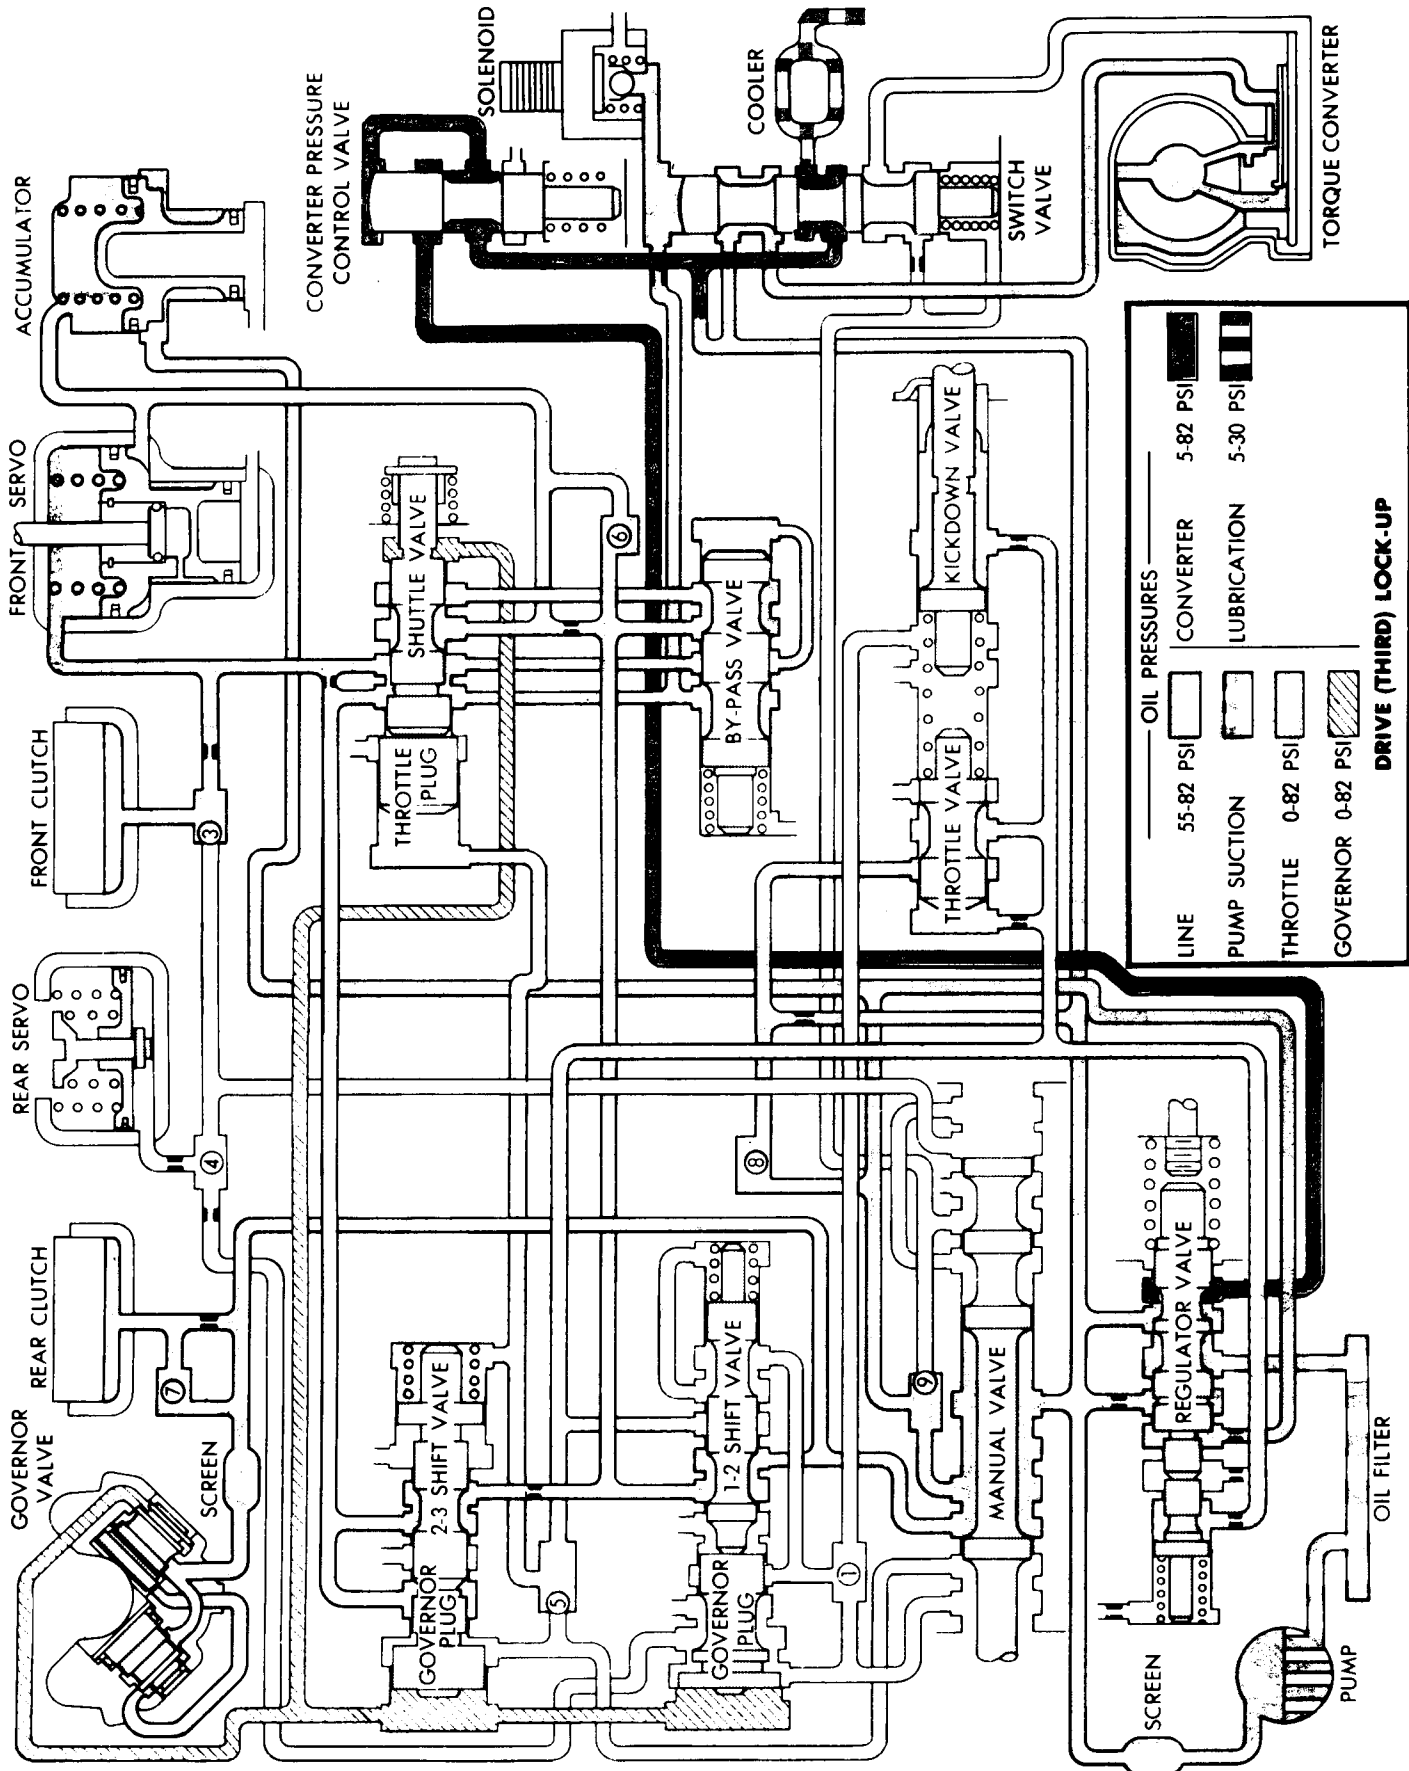 GOVERNOR
VALVE
REAR CLUTCH
REAR SERVO
FRONT CLUTCH
FRONT SERVO
ACCUMULATOR
SCREEN
7
4
3
CONVERTER PRESSURE
CONTROL VALVE
GOVERNOR
PLUG
2-3 SHIFT VALVE
THROTTLE
PLUG
SHUTTLE VALVE
SOLENOID
5
6
GOVERNOR
PLUG
1-2 SHIFT VALVE
8
BY-PASS VALVE
COOLER
1
9
MANUAL VALVE
THROTTLE VALVE
KICKDOWN VALVE
SWITCH
VALVE
SCREEN
REGULATOR VALVE
PUMP
OIL FILTER
TORQUE CONVERTER
OIL PRESSURES
LINE 55-82 PSI
CONVERTER 5-82 PSI
PUMP SUCTION
LUBRICATION 5-30 PSI
THROTTLE 0-82 PSI
GOVERNOR 0-82 PSI
DRIVE (THIRD) LOCK-UP